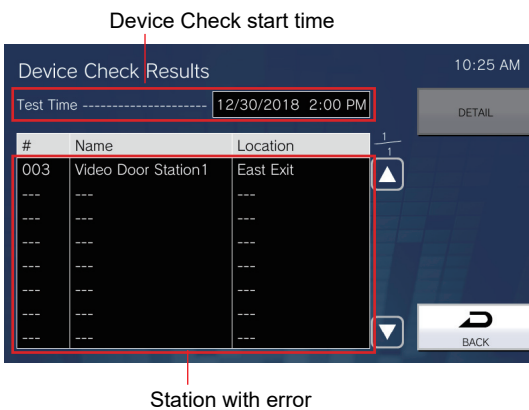 Device Check start time
Device Check Results 10:25 AM
Test Time --------------------- 12/30/2018 2:00 PM
DETAIL
# Name Location 1/1
003 Video Door Station1 East Exit
--- --- ---
--- --- ---
--- --- ---
--- --- ---
--- --- ---
--- --- ---
--- --- ---
BACK
Station with error